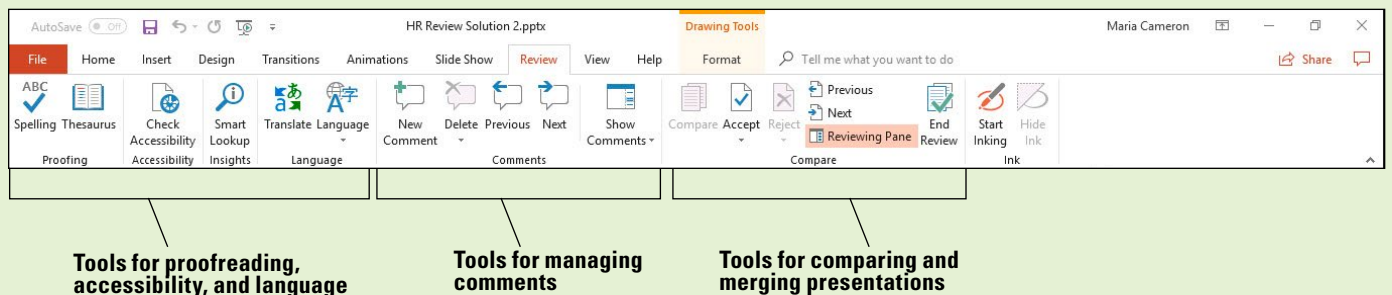 AutoSave Off HR Review Solution 2.pptx Drawing Tools Maria Cameron
File Home Insert Design Transitions Animations Slide Show Review View Help Format Tell me what you want to do Share
ABC
Spelling Thesaurus
Check
Accessibility
Smart
Lookup
あ
a
字
A
Translate Language
New
Comment
Delete Previous Next
Show
Comments
Compare Accept Reject
Previous
Next
Reviewing Pane
End
Review
Start
Inking
Hide
Ink
Proofing Accessibility Insights Language Comments Compare Ink
Tools for proofreading,
accessibility, and language
Tools for managing
comments
Tools for comparing and
merging presentations